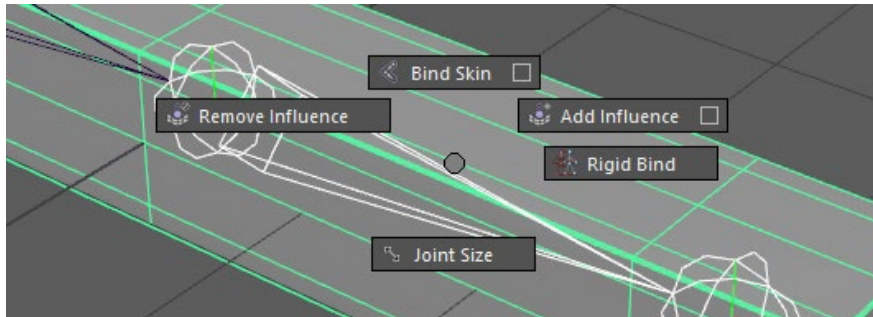 Bind Skin
Remove Influence
Add Influence
Rigid Bind
Joint Size